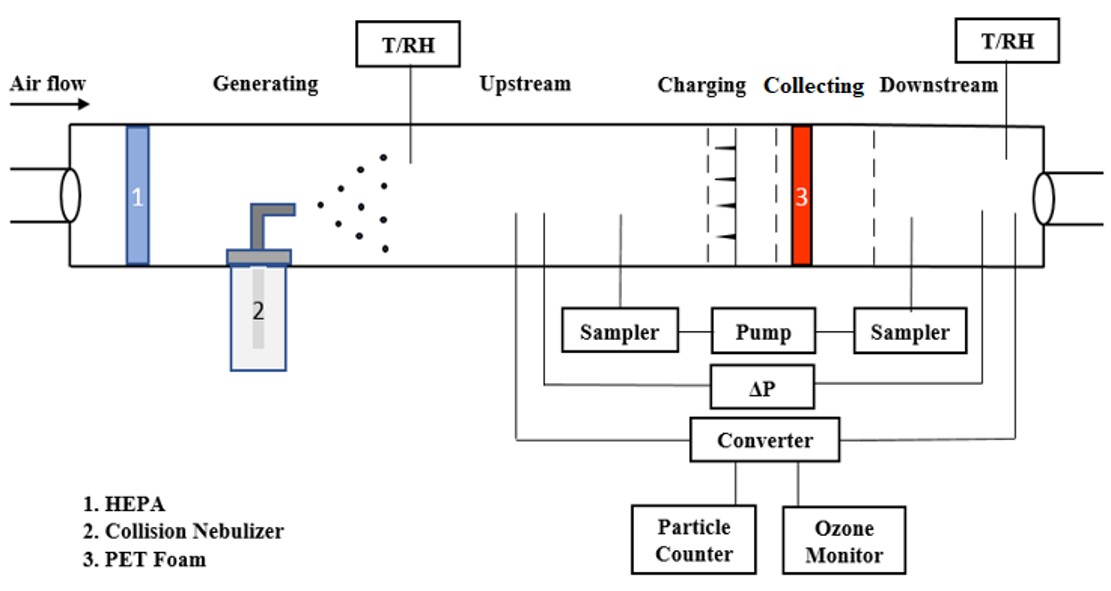 T/RH
T/RH
Air flow
Generating
Upstream
Charging
Collecting
Downstream
1
3
2
Sampler
Pump
Sampler
ΔP
Converter
Particle
Counter
Ozone
Monitor
1. HEPA
2. Collision Nebulizer
3. PET Foam